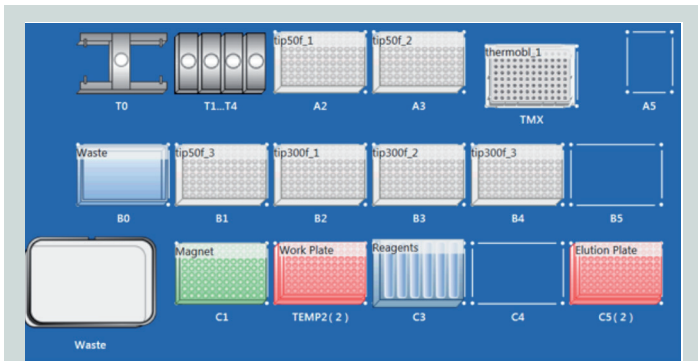 tip50f_1
tip50f_2
thermobl_1
T0
T1...T4
A2
A3
TMX
A5
Waste
tip50f_3
tip300f_1
tip300f_2
tip300f_3
B0
B1
B2
B3
B4
B5
Magnet
Work Plate
Reagents
Elution Plate
C1
TEMP2( 2 )
C3
C4
C5( 2 )
Waste